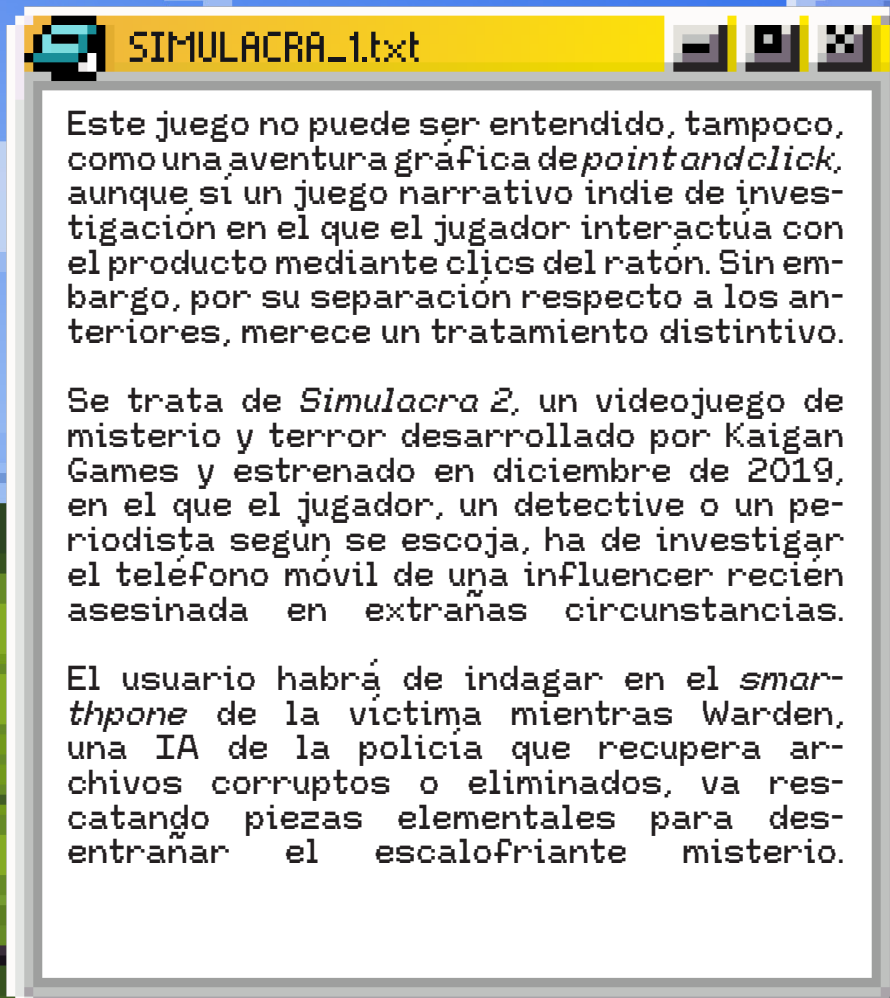 SIMULACRA_1.txt
Este juego no puede ser entendido, tampoco,
como una aventura gráfica de point and click,
aunque sí un juego narrativo indie de inves-
tigación en el que el jugador interactúa con
el producto mediante clics del ratón. Sin em-
bargo, por su separación respecto a los an-
teriores, merece un tratamiento distintivo.
Se trata de Simulacra 2, un videojuego de
misterio y terror desarrollado por Kaigan
Games y estrenado en diciembre de 2019,
en el que el jugador, un detective o un pe-
riodista según se escoja, ha de investigar
el teléfono móvil de una influencer recién
asesinada en extrañas circunstancias.
El usuario habrá de indagar en el smar-
thpone de la víctima mientras Warden,
una IA de la policía que recupera ar-
chivos corruptos o eliminados, va res-
catando piezas elementales para des-
entrañar el escalofriante misterio.